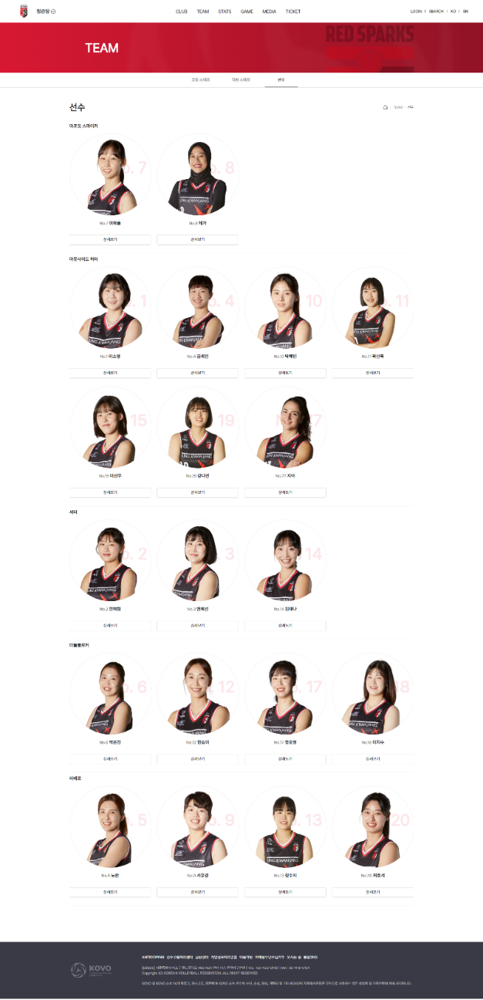 정관장
CLUB TEAM STATS GAME MEDIA TICKET
LOGIN SEARCH KO EN
RED SPARKS
TEAM
코칭 스태프 지원 스태프 선수
선수
TEAM 선수
아포짓 스파이커
No.7 이예솔 No.8 메가
상세보기 상세보기
아웃사이드 히터
No.1 이소영 No.4 김세인 No.10 박혜민 No.11 곽선옥
상세보기 상세보기 상세보기 상세보기
No.15 이선우 No.19 강다연 No.77 지아
상세보기 상세보기 상세보기
세터
No.2 안예림 No.3 염혜선 No.14 김채나
상세보기 상세보기 상세보기
미들블로커
No.6 박은진 No.12 한송이 No.17 정호영 No.18 이지수
상세보기 상세보기 상세보기 상세보기
리베로
No.5 노란 No.9 서유경 No.13 정수지 No.20 최효서
상세보기 상세보기 상세보기 상세보기
ANTIDOPING
KOVO
Copyright (C) KOREAN VOLLEYBALL FEDERATION. ALL RIGHT RESERVED